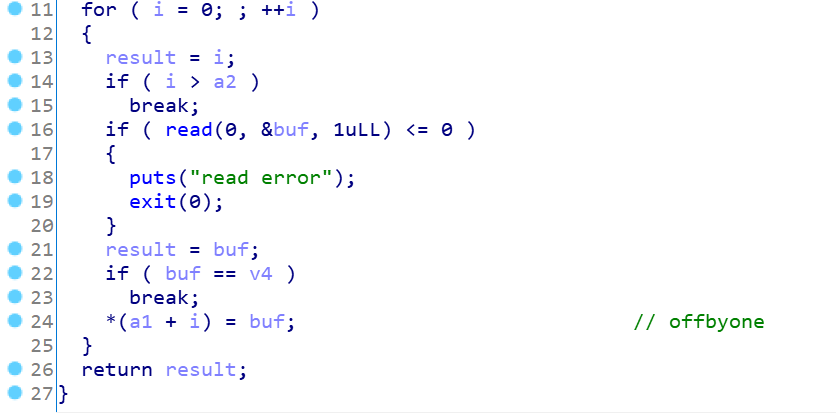 11 for ( i = 0; ; ++i )
12 {
13 result = i;
14 if ( i > a2 )
15 break;
16 if ( read(0, &buf, 1uLL) <= 0 )
17 {
18 puts("read error");
19 exit(0);
20 }
21 result = buf;
22 if ( buf == v4 )
23 break;
24 *(a1 + i) = buf; // offbyone
25 }
26 return result;
27 }